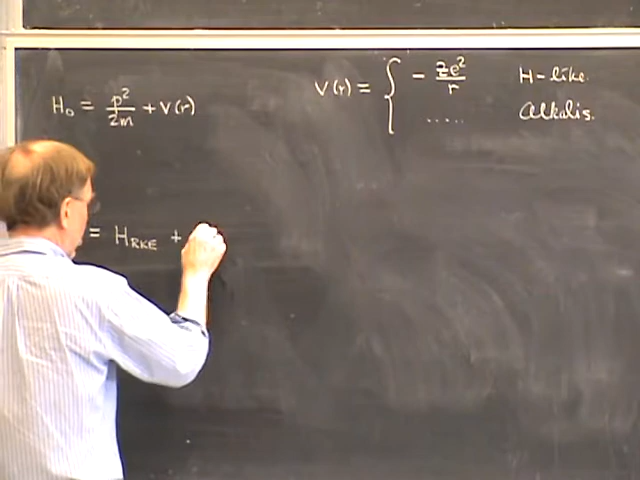 H₀ = p²/2m + V(r)
V(r) = { - Ze²/r H-like.
..... Alkalis.
= H_RKE +